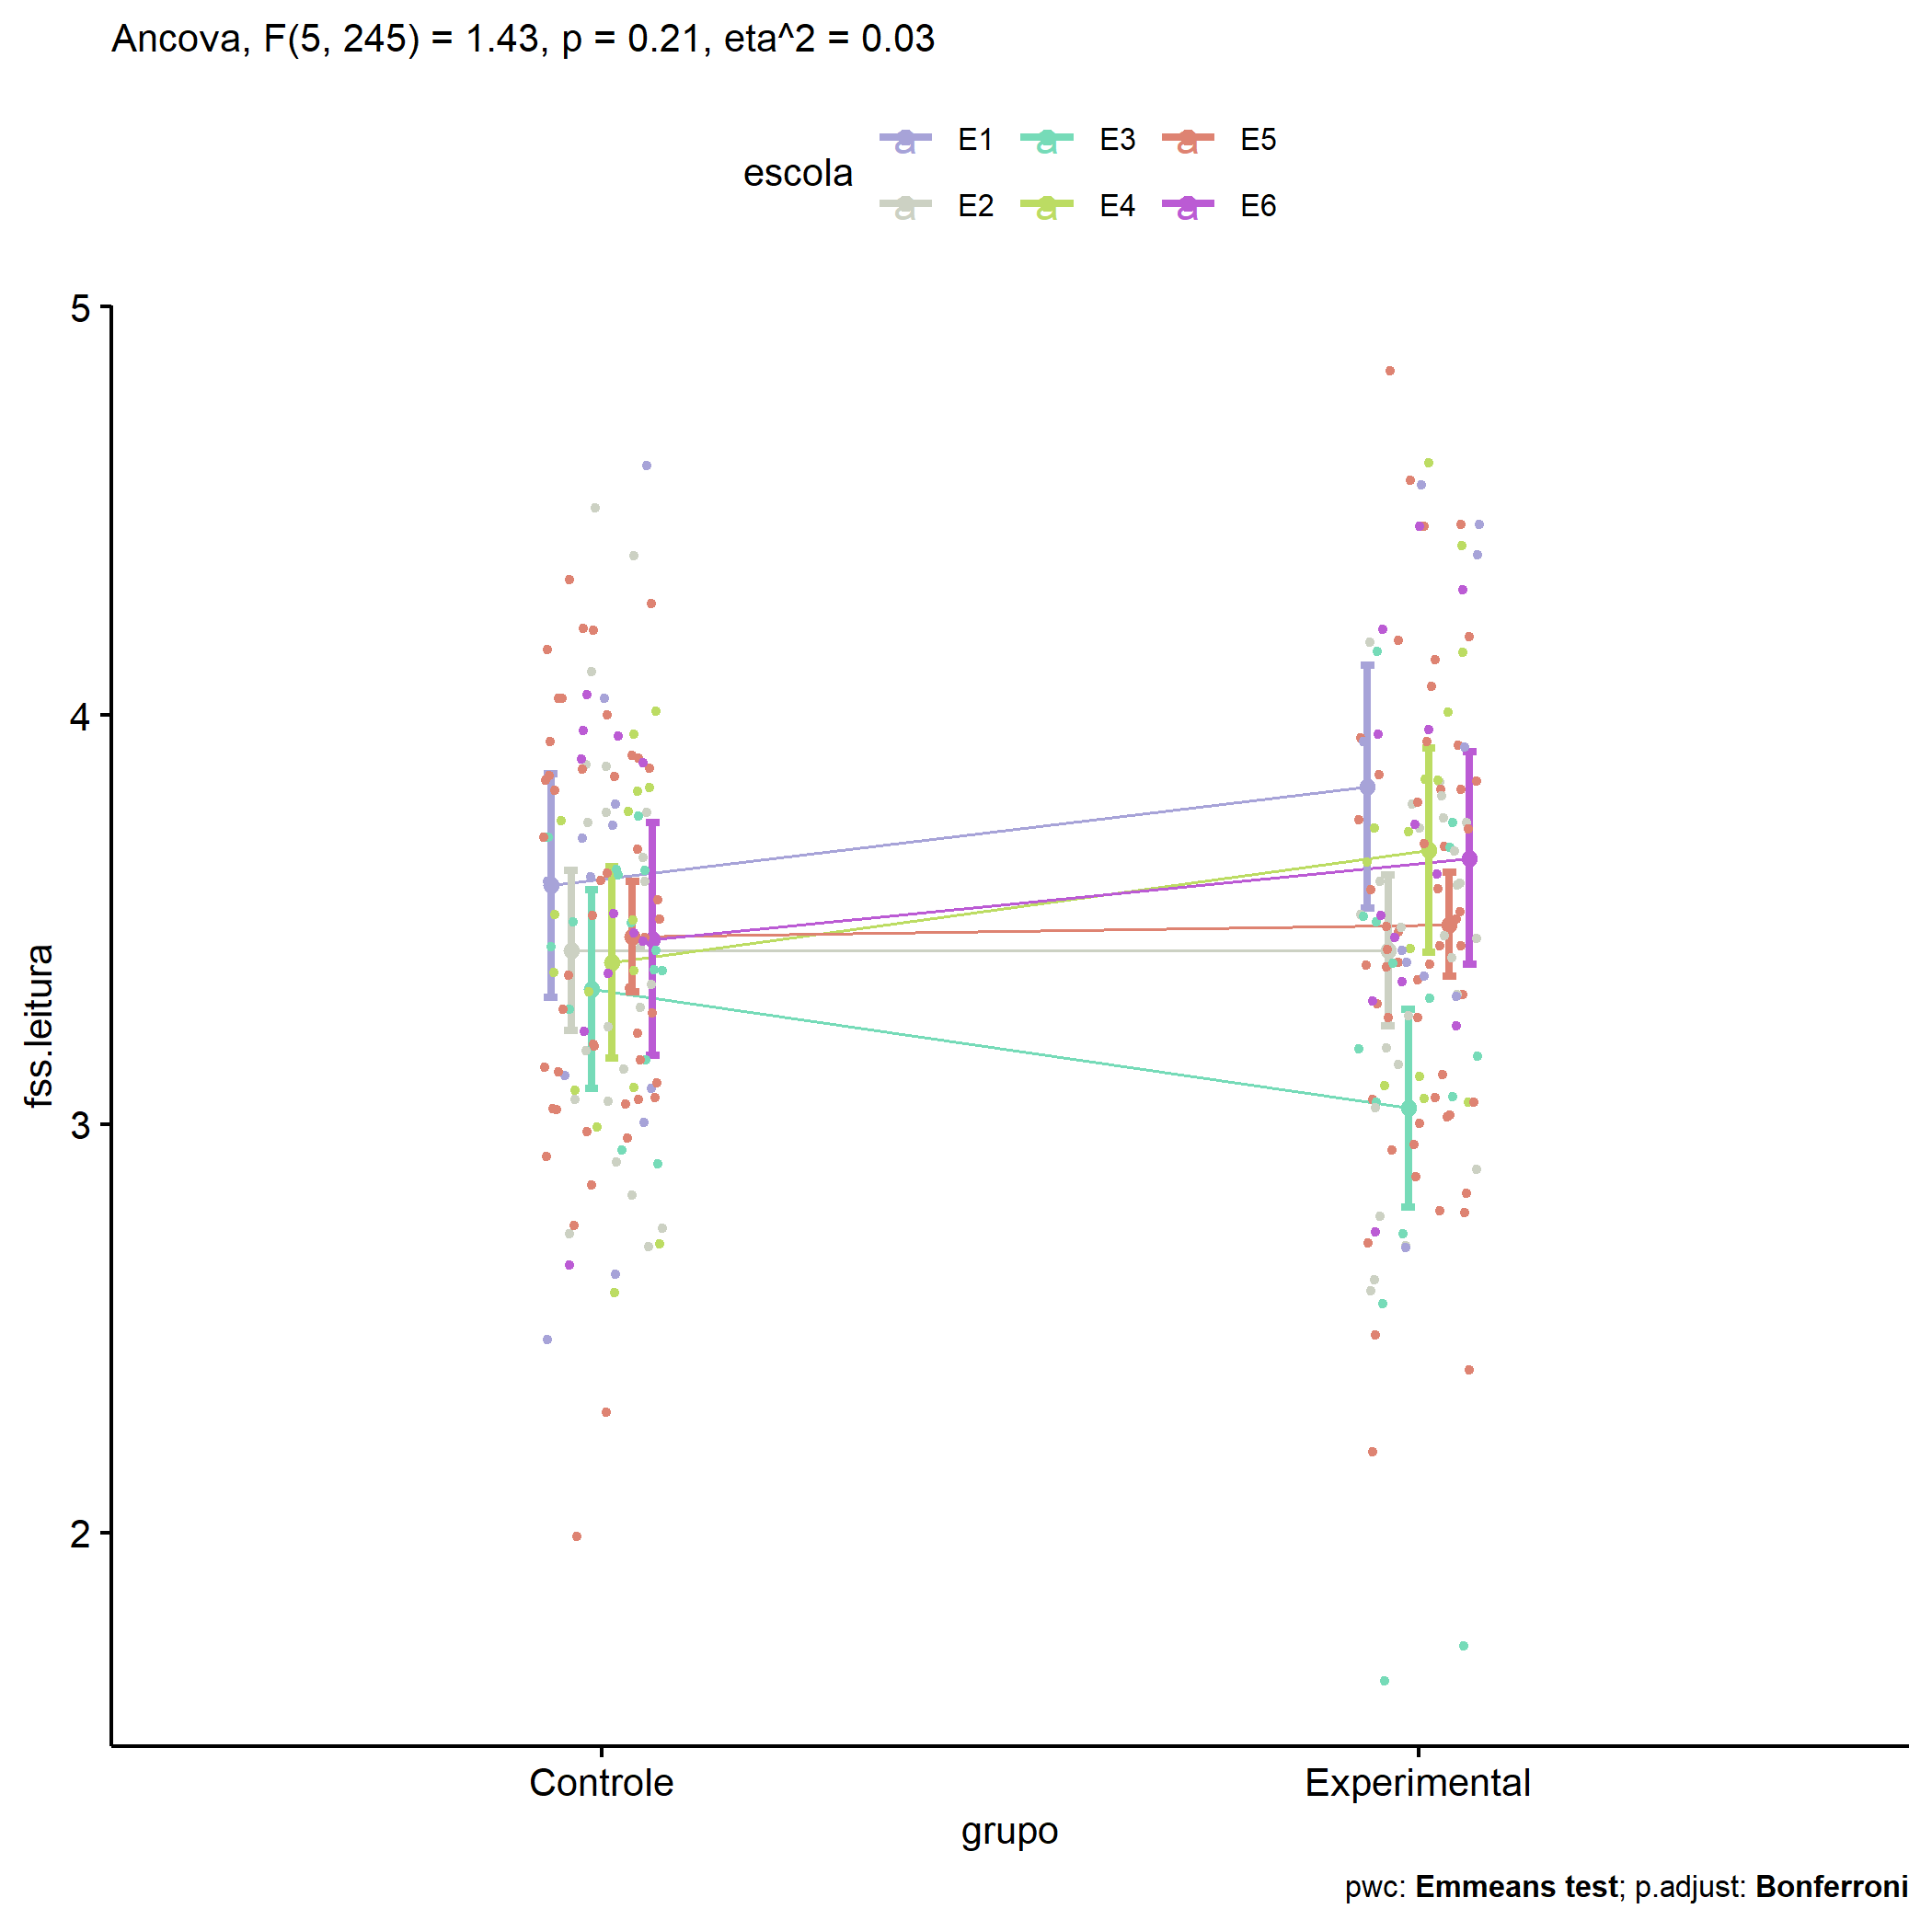 Ancova, F(5, 245) = 1.43, p = 0.21, eta^2 = 0.03
escola
a E1 a E3 a E5
a E2 a E4 a E6
5
4
3
2
fss.leitura
Controle Experimental
grupo
pwc: Emmeans test; p.adjust: Bonferroni